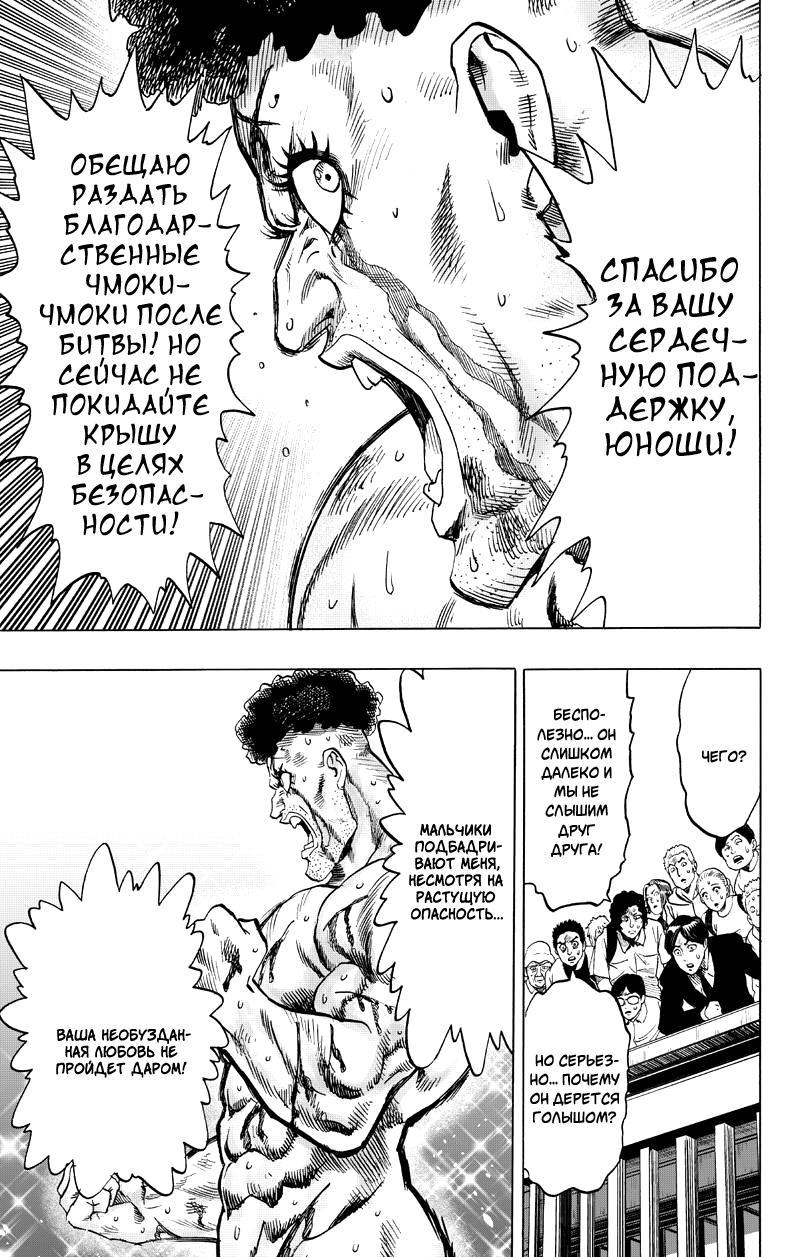 СПАСИБО
ЗА ВАШУ
СЕРДЕЧ-
НУЮ ПОД-
ДЕРЖКУ,
ЮНОШИ!
ОБЕЩАЮ
РАЗДАТЬ
БЛАГОДАР-
СТВЕННЫЕ
ЧМОКИ-
ЧМОКИ ПОСЛЕ
БИТВЫ! НО
СЕЙЧАС НЕ
ПОКИДАЙТЕ
КРЫШУ
В ЦЕЛЯХ
БЕЗОПАС-
НОСТИ!
ЧЕГО?
БЕСПО-
ЛЕЗНО... ОН
СЛИШКОМ
ДАЛЕКО И
МЫ НЕ
СЛЫШИМ
ДРУГ
ДРУГА!
НО СЕРЬЕЗ-
НО... ПОЧЕМУ
ОН ДЕРЕТСЯ
ГОЛЫШОМ?
МАЛЬЧИКИ
ПОДБАДРИ-
ВАЮТ МЕНЯ,
НЕСМОТРЯ НА
РАСТУЩУЮ
ОПАСНОСТЬ...
ВАША НЕОБУЗДАН-
НАЯ ЛЮБОВЬ НЕ
ПРОЙДЕТ ДАРОМ!